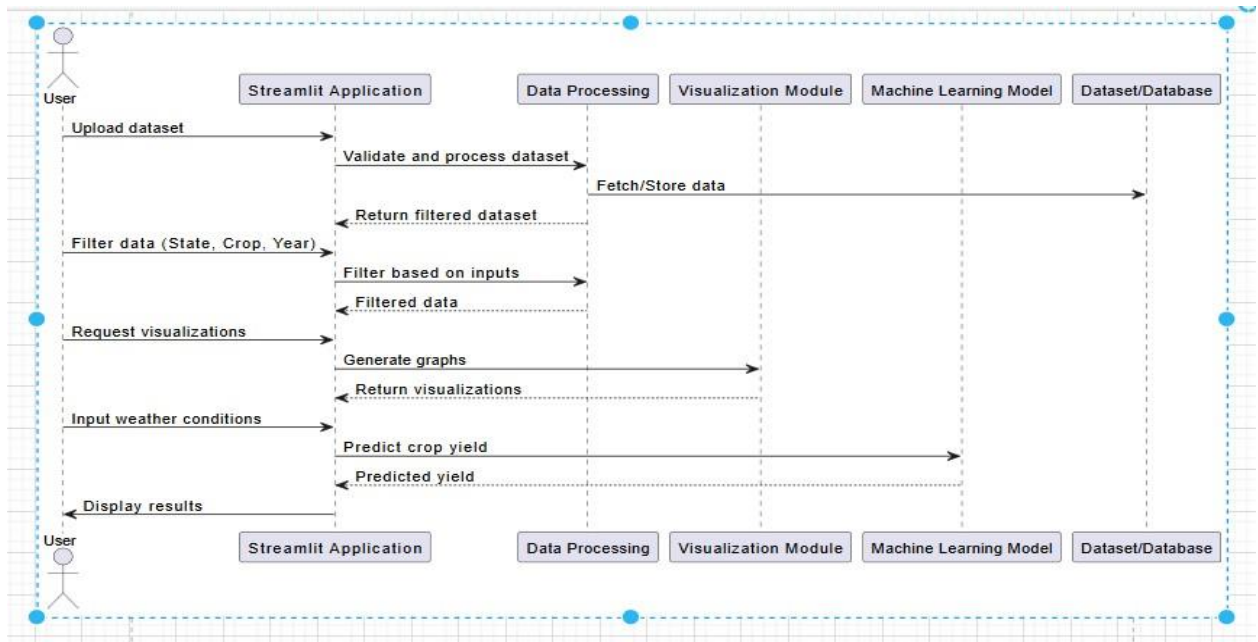 User
Streamlit Application
Data Processing
Visualization Module
Machine Learning Model
Dataset/Database
Upload dataset
Validate and process dataset
Fetch/Store data
Return filtered dataset
Filter data (State, Crop, Year)
Filter based on inputs
Filtered data
Request visualizations
Generate graphs
Return visualizations
Input weather conditions
Predict crop yield
Predicted yield
Display results
User
Streamlit Application
Data Processing
Visualization Module
Machine Learning Model
Dataset/Database